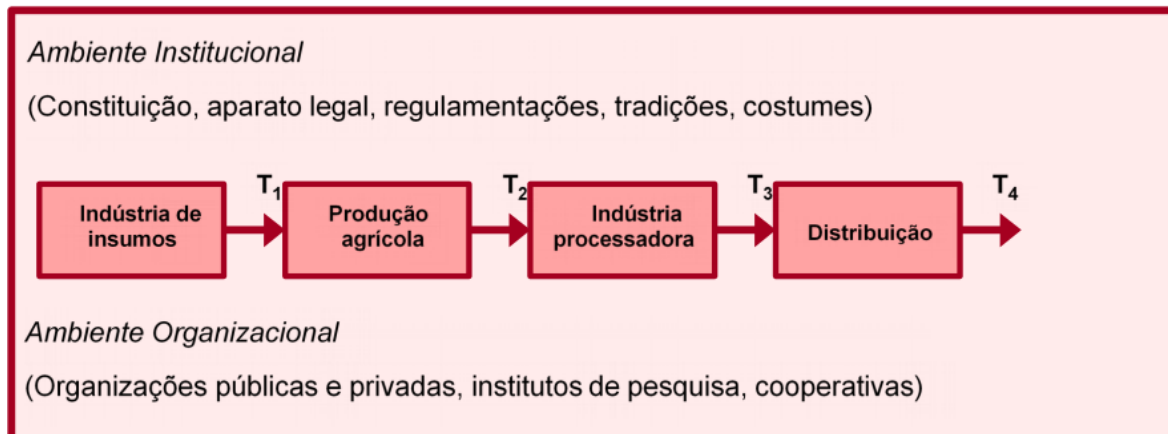 Ambiente Institucional
(Constituição, aparato legal, regulamentações, tradições, costumes)
T₁
T₂
T₃
T₄
Indústria de
insumos
Produção
agrícola
Indústria
processadora
Distribuição
Ambiente Organizacional
(Organizações públicas e privadas, institutos de pesquisa, cooperativas)